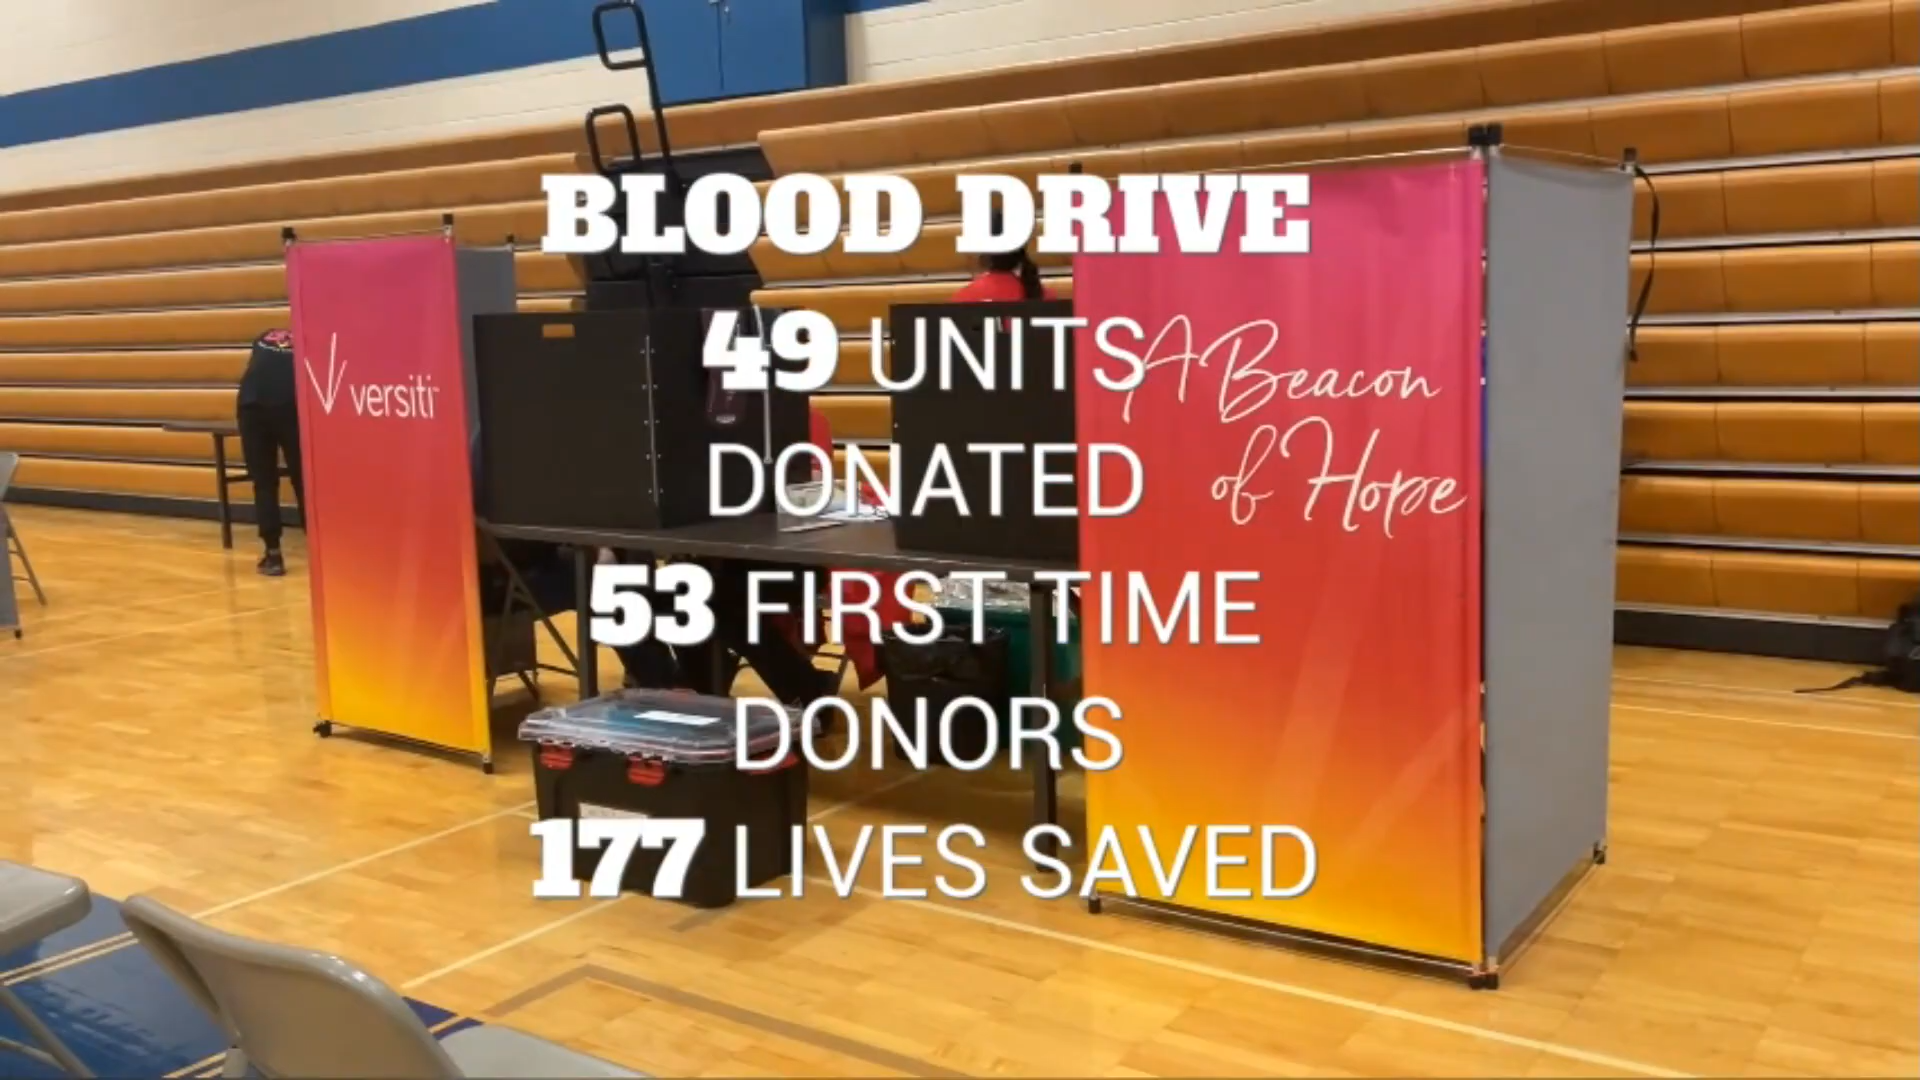 BLOOD DRIVE
49 UNITS
DONATED
53 FIRST TIME
DONORS
177 LIVES SAVED
versiti
A Beacon
of Hope